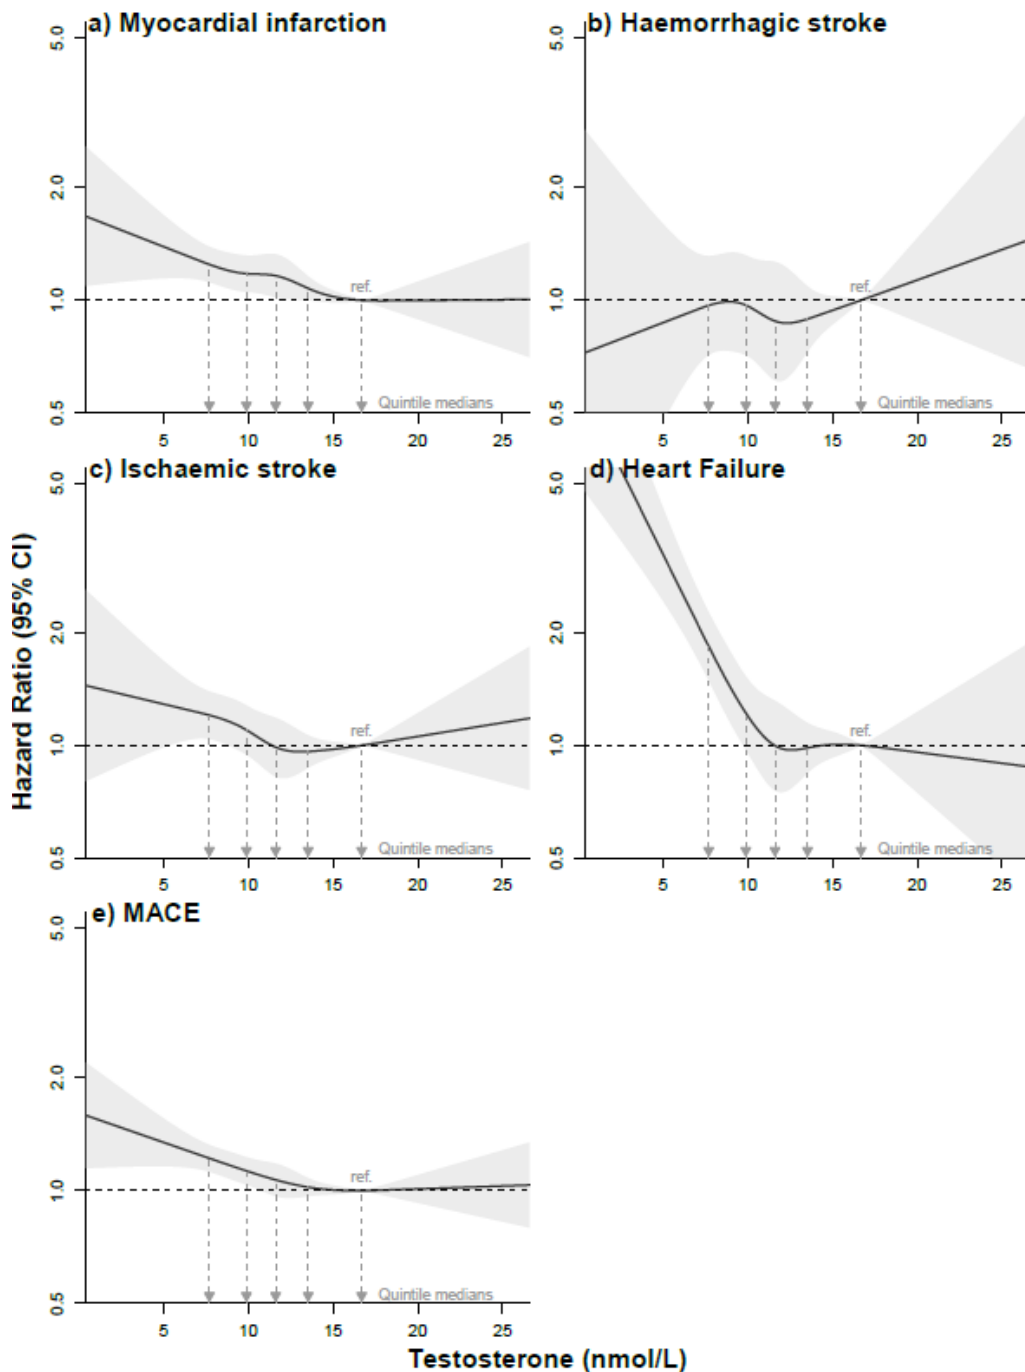 a) Myocardial infarction
5.0
2.0
1.0
0.5
ref.
Quintile medians
5 10 15 20 25
b) Haemorrhagic stroke
5.0
2.0
1.0
0.5
ref.
Quintile medians
5 10 15 20 25
c) Ischaemic stroke
5.0
2.0
1.0
0.5
ref.
Quintile medians
5 10 15 20 25
d) Heart Failure
5.0
2.0
1.0
0.5
ref.
Quintile medians
5 10 15 20 25
e) MACE
5.0
2.0
1.0
0.5
ref.
Quintile medians
5 10 15 20 25
Hazard Ratio (95% CI)
Testosterone (nmol/L)